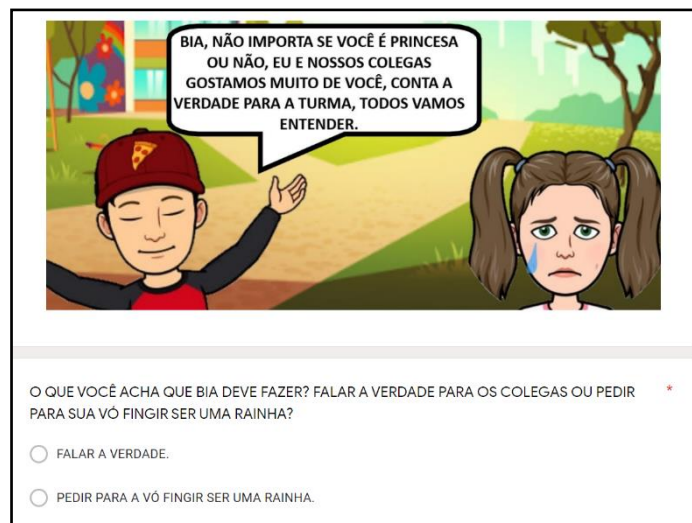 BIA, NÃO IMPORTA SE VOCÊ É PRINCESA
OU NÃO, EU E NOSSOS COLEGAS
GOSTAMOS MUITO DE VOCÊ, CONTA A
VERDADE PARA A TURMA, TODOS VAMOS
ENTENDER.
O QUE VOCÊ ACHA QUE BIA DEVE FAZER? FALAR A VERDADE PARA OS COLEGAS OU PEDIR *
PARA SUA VÓ FINGIR SER UMA RAINHA?
FALAR A VERDADE.
PEDIR PARA A VÓ FINGIR SER UMA RAINHA.